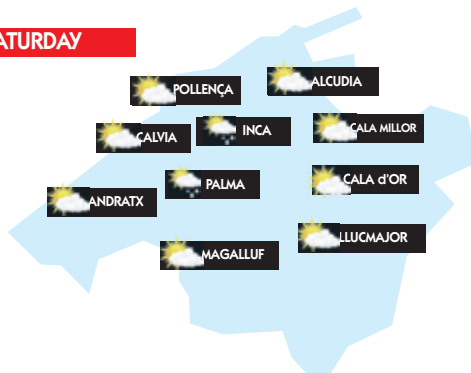 ATURDAY
POLLENÇA
ALCUDIA
CALVIA
INCA
CALA MILLOR
PALMA
CALA d'OR
ANDRATX
LLUCMAJOR
MAGALLUF